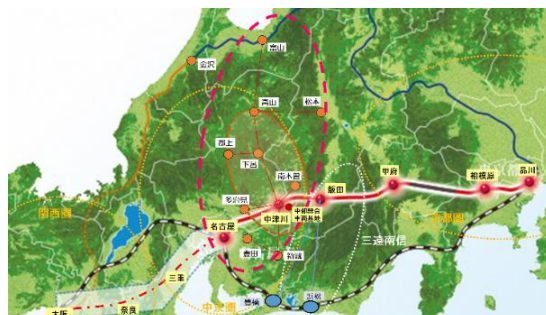 富山
金沢
高山
松本
郡上
下呂
南木曽
多治見
中津川
中部総合
車両基地
飯田
甲府
相模原
品川
首都圏
名古屋
豊田
新城
三遠南信
関西圏
三重
奈良
大阪
中京圏
豊橋
浜松